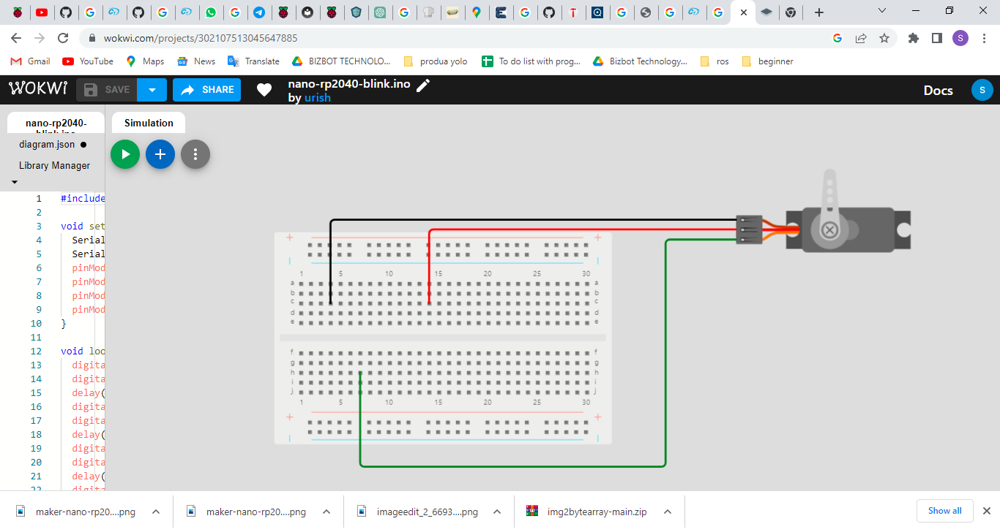 wokwi.com/projects/302107513045647885
Gmail YouTube Maps News Translate BIZBOT TECHNOLO... produa yolo To do list with prog... Bizbot Technology... ros beginner
WOKWI SAVE SHARE nano-rp2040-blink.ino
by urish
Docs S
nano-rp2040-
blink.ino
diagram.json
Library Manager
Simulation
1 #include
2
3 void set
4 Serial
5 Serial
6 pinMod
7 pinMod
8 pinMod
9 pinMod
10 }
11
12 void loo
13 digita
14 digita
15 delay(
16 digita
17 digita
18 delay(
19 digita
20 digita
21 delay(
22 digita
+ +
1 5 10 15 20 25 30
a a
b b
c c
d d
e e
f f
g g
h h
i i
j j
1 5 10 15 20 25 30
+ +
maker-nano-rp20....png maker-nano-rp20....png imageedit_2_6693....png img2bytearray-main.zip Show all